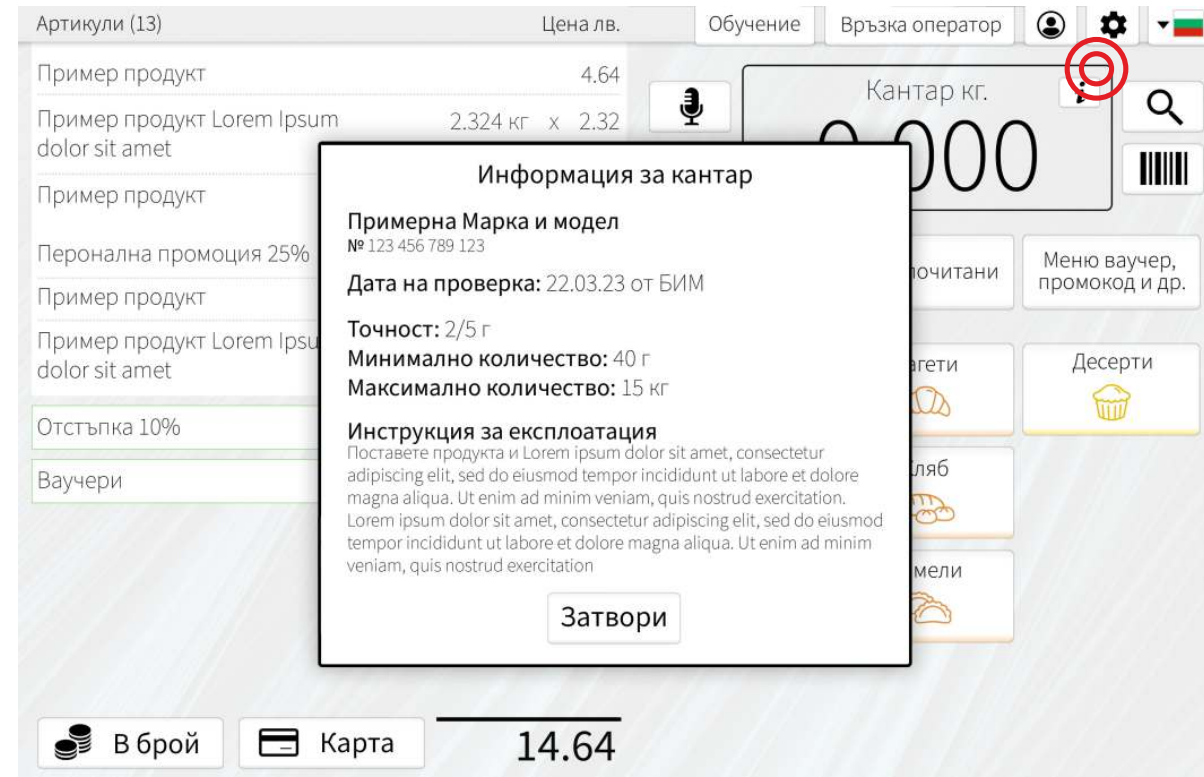 Артикули (13) Цена лв. Обучение Връзка оператор
Пример продукт 4.64
Кантар кг. i
Пример продукт Lorem Ipsum 2.324 кг x 2.32
dolor sit amet
0.000
Пример продукт
Перонална промоция 25%
Пример продукт
Пример продукт Lorem Ipsu
dolor sit amet
Отстъпка 10%
Ваучери
Информация за кантар
Примерна Марка и модел
№ 123 456 789 123
Дата на проверка: 22.03.23 от БИМ
Точност: 2/5 г
Минимално количество: 40 г
Максимално количество: 15 кг
Инструкция за експлоатация
Поставете продукта и Lorem ipsum dolor sit amet, consectetur
adipiscing elit, sed do eiusmod tempor incididunt ut labore et dolore
magna aliqua. Ut enim ad minim veniam, quis nostrud exercitation.
Lorem ipsum dolor sit amet, consectetur adipiscing elit, sed do eiusmod
tempor incididunt ut labore et dolore magna aliqua. Ut enim ad minim
veniam, quis nostrud exercitation
Затвори
Меню ваучер,
промокод и др.
Десерти
В брой Карта 14.64